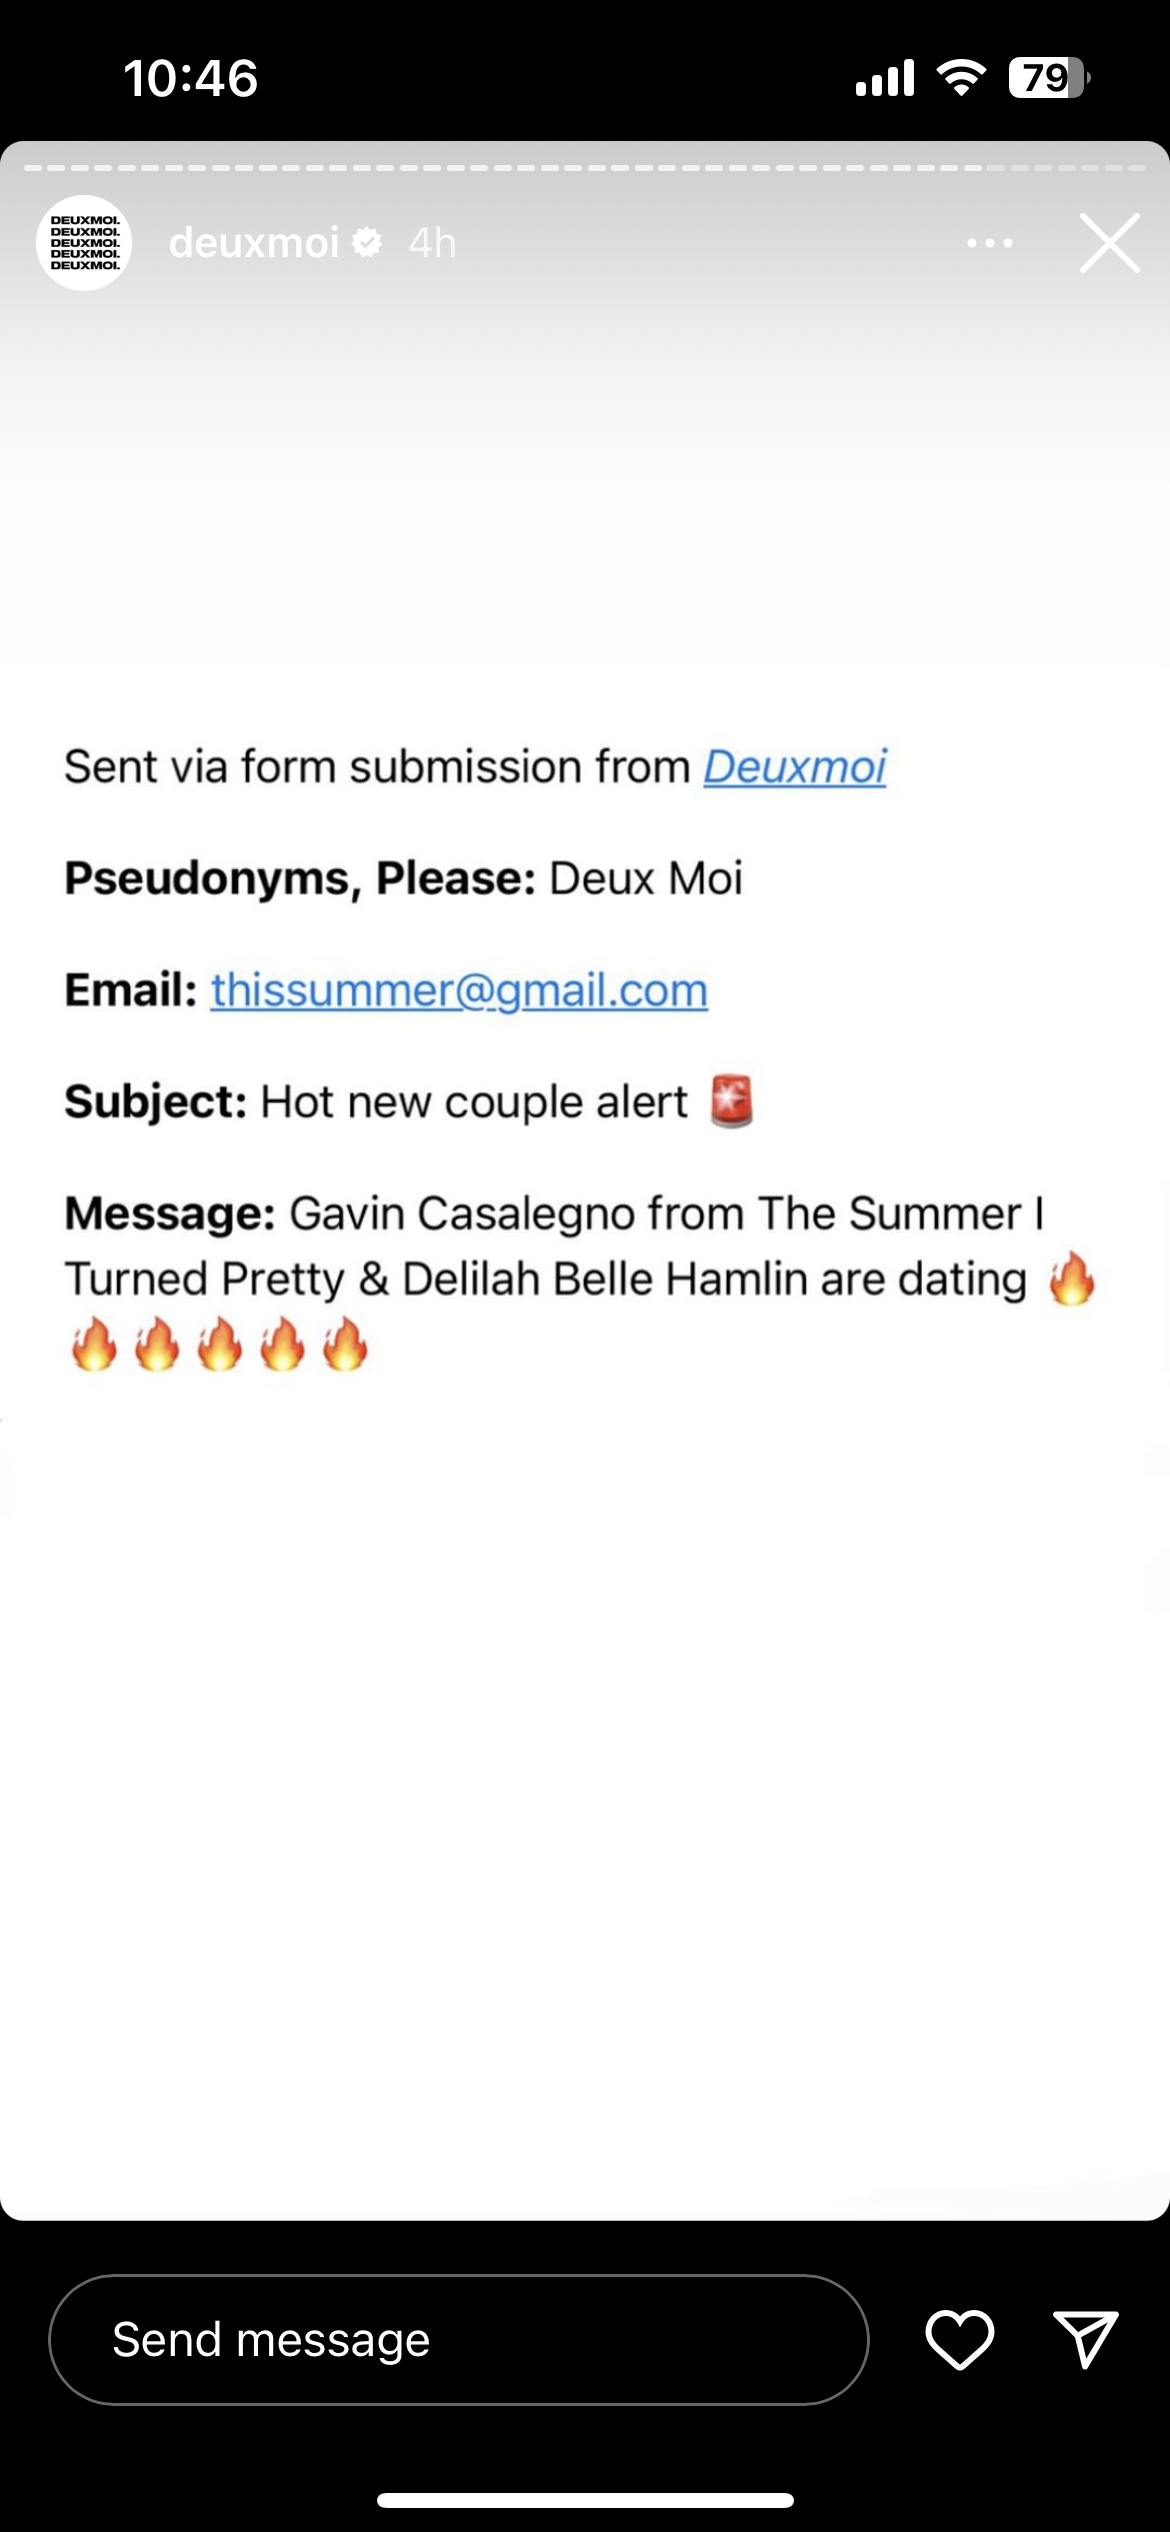 10:46
79
DEUXMOI.
DEUXMOI.
DEUXMOI.
DEUXMOI.
DEUXMOI.
deuxmoi 4h
Sent via form submission from Deuxmoi
Pseudonyms, Please: Deux Moi
Email: thissummer@gmail.com
Subject: Hot new couple alert 🚨
Message: Gavin Casalegno from The Summer I
Turned Pretty & Delilah Belle Hamlin are dating 🔥
🔥🔥🔥🔥🔥
Send message